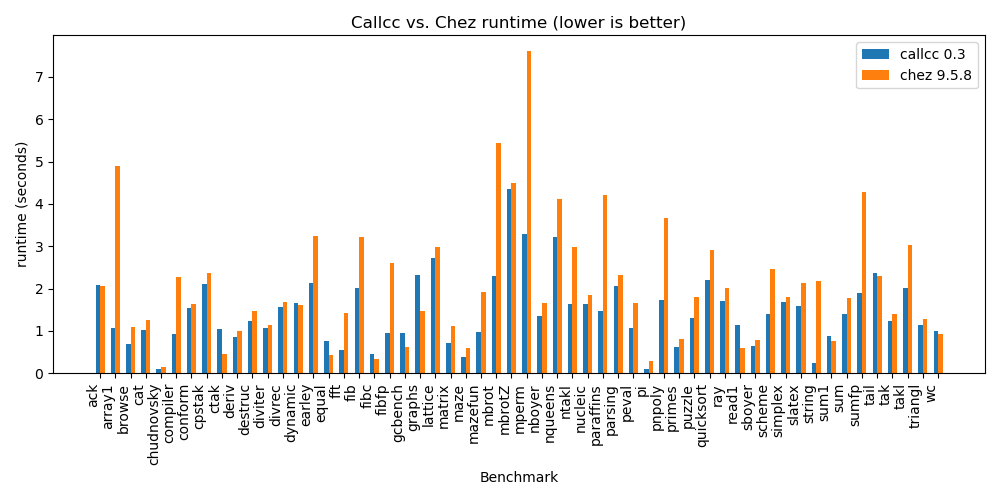 Callcc vs. Chez runtime (lower is better)
callcc 0.3
chez 9.5.8
runtime (seconds)
7
6
5
4
3
2
1
0
ack
array1
browse
cat
chudnovsky
compiler
conform
cpstak
ctak
deriv
destruc
diviter
divrec
dynamic
earley
equal
fft
fib
fibc
fibfp
gcbench
graphs
lattice
matrix
maze
mazefun
mbrot
mbrotZ
mperm
nboyer
nqueens
ntakl
nucleic
paraffins
parsing
peval
pi
pnpoly
primes
puzzle
quicksort
ray
read1
sboyer
scheme
simplex
slatex
string
sum1
sum
sumfp
tail
tak
takl
triangl
wc
Benchmark